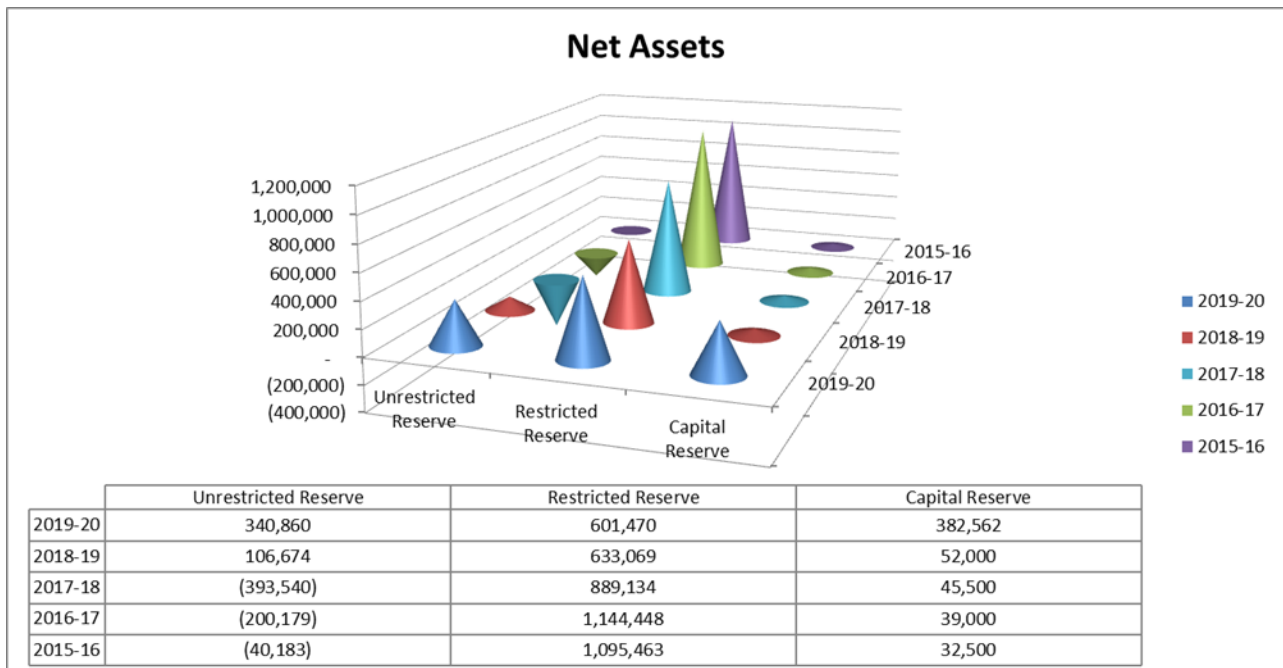 Net Assets
1,200,000
1,000,000
800,000
600,000
400,000
200,000
-
(200,000)
(400,000)
Unrestricted
Reserve
Restricted
Reserve
Capital
Reserve
2015-16
2016-17
2017-18
2018-19
2019-20
2019-20
2018-19
2017-18
2016-17
2015-16
Unrestricted Reserve Restricted Reserve Capital Reserve
2019-20 340,860 601,470 382,562
2018-19 106,674 633,069 52,000
2017-18 (393,540) 889,134 45,500
2016-17 (200,179) 1,144,448 39,000
2015-16 (40,183) 1,095,463 32,500